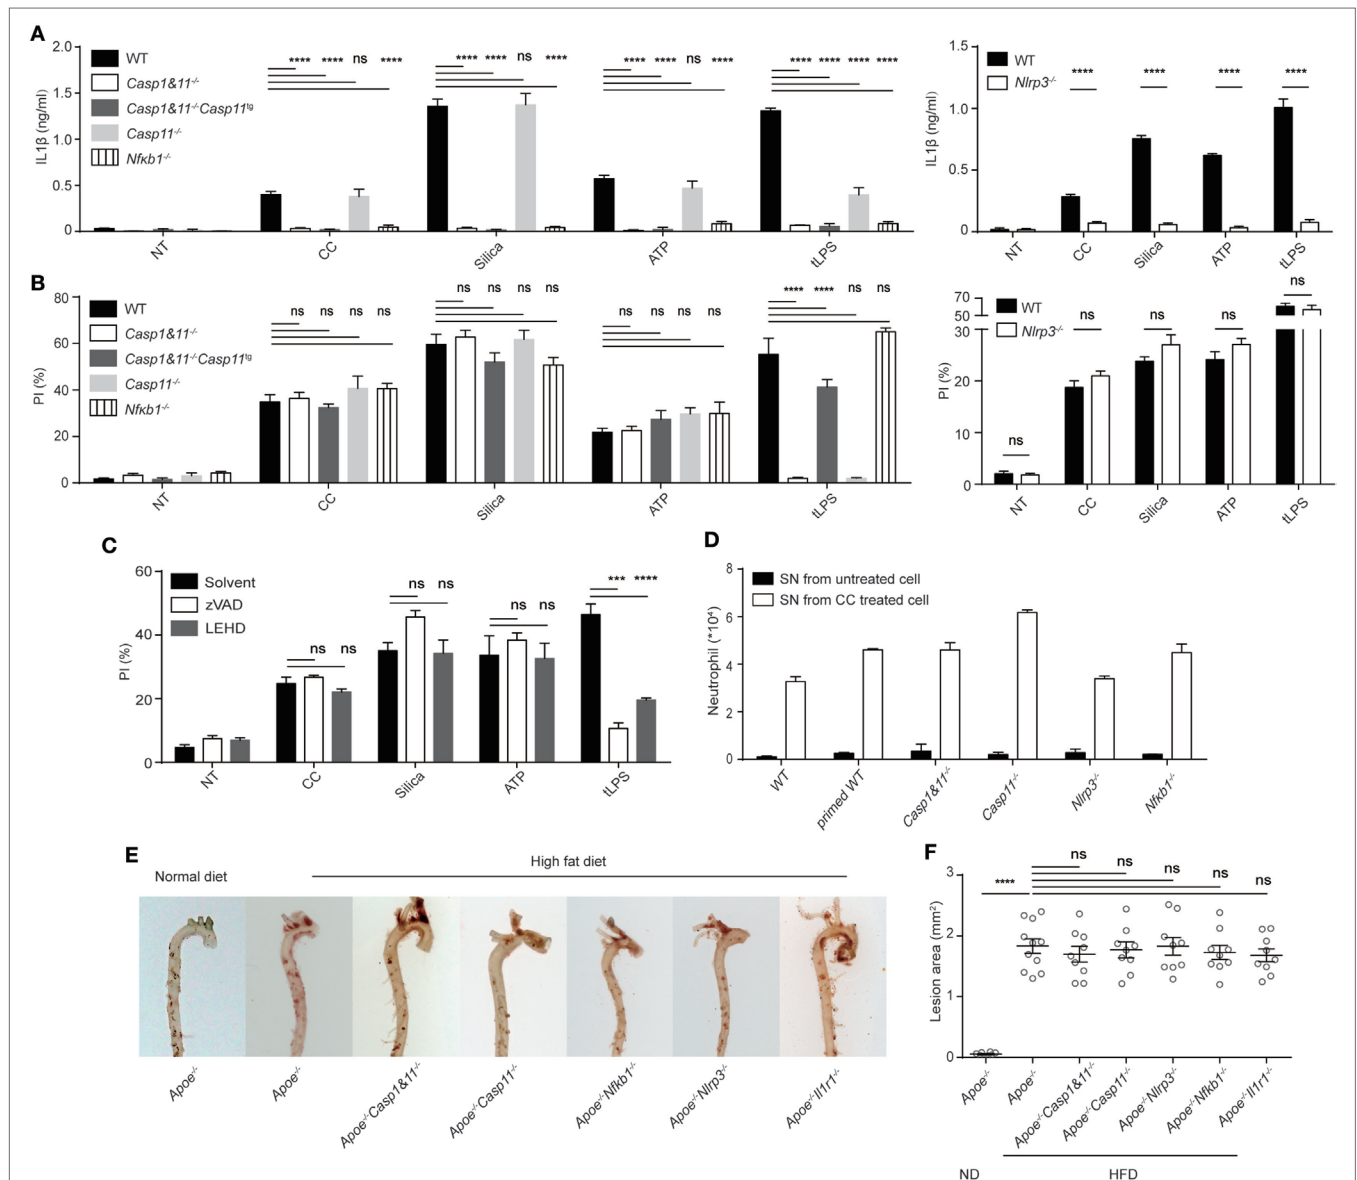 A
2.0
1.5
1.0
0.5
0
IL1β (ng/ml)
WT
Casp1&11-/-
Casp1&11-/-Casp11tg
Casp11-/-
Nfκb1-/-
**** **** ns ****
**** **** ns ****
**** **** ns ****
**** **** **** ****
NT
CC
Silica
ATP
tLPS
1.5
1.0
0.5
0
IL1β (ng/ml)
WT
Nlrp3-/-
**** **** **** ****
NT
CC
Silica
ATP
tLPS
B
80
60
40
20
0
PI (%)
WT
Casp1&11-/-
Casp1&11-/-Casp11tg
Casp11-/-
Nfκb1-/-
ns ns ns ns
ns ns ns ns
ns ns ns ns
**** **** ns ns
NT
CC
Silica
ATP
tLPS
70
50
30
20
10
0
PI (%)
WT
Nlrp3-/-
ns ns ns ns ns
NT
CC
Silica
ATP
tLPS
C
60
40
20
0
PI (%)
Solvent
zVAD
LEHD
ns ns
ns ns
ns ns
*** ****
NT
CC
Silica
ATP
tLPS
D
8
6
4
2
0
Neutrophil (*10⁴)
SN from untreated cell
SN from CC treated cell
WT
primed WT
Casp1&11-/-
Casp11-/-
Nlrp3-/-
Nfκb1-/-
E
Normal diet
High fat diet
Apoe-/-
Apoe-/-
Apoe-/-Casp1&11-/-
Apoe-/-Casp11-/-
Apoe-/-Nfkb1-/-
Apoe-/-Nlrp3-/-
Apoe-/-Il1r1-/-
F
3
2
1
0
Lesion area (mm²)
**** ns ns ns ns ns
Apoe-/-
Apoe-/-
Apoe-/-Casp1&11-/-
Apoe-/-Casp11-/-
Apoe-/-Nlrp3-/-
Apoe-/-Nfkb1-/-
Apoe-/-Il1r1-/-
ND
HFD